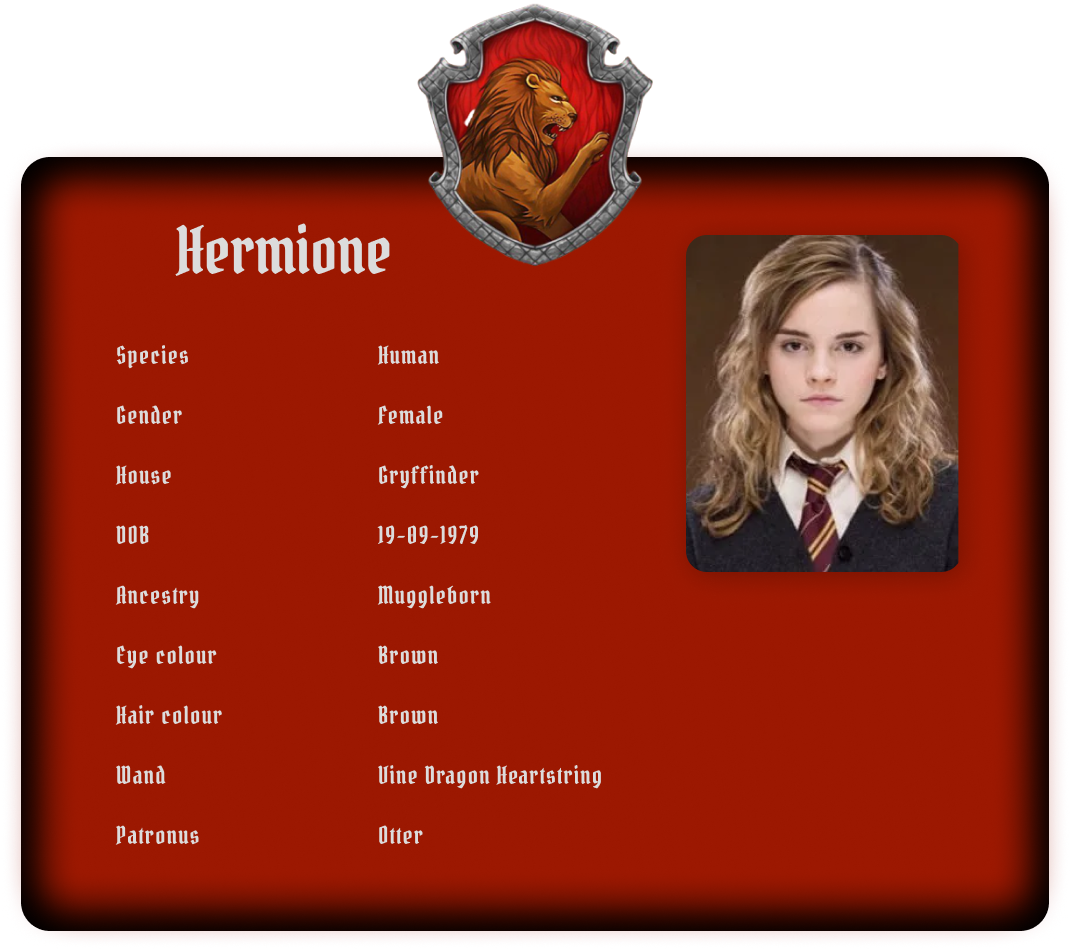 Hermione
Species Human
Gender Female
House Gryffinder
DOB 19-09-1979
Ancestry Muggleborn
Eye colour Brown
Hair colour Brown
Wand Vine Dragon Heartstring
Patronus Otter